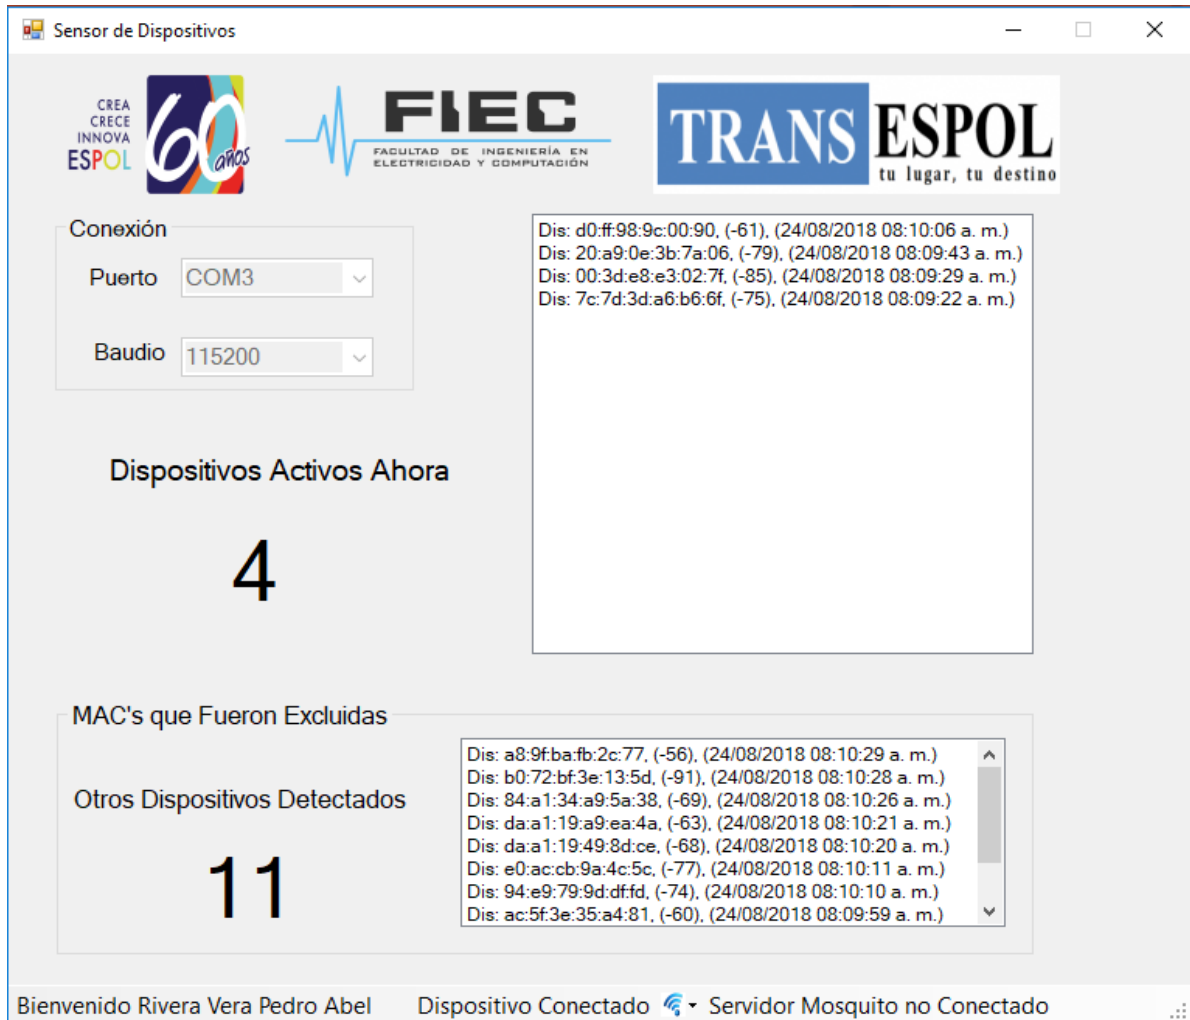 Sensor de Dispositivos
CREA
CRECE
INNOVA
ESPOL
60
años
FIEC
FACULTAD DE INGENIERÍA EN
ELECTRICIDAD Y COMPUTACIÓN
TRANS ESPOL
tu lugar, tu destino
Conexión
Puerto COM3
Baudio 115200
Dispositivos Activos Ahora
4
Dis: d0:ff:98:9c:00:90, (-61), (24/08/2018 08:10:06 a. m.)
Dis: 20:a9:0e:3b:7a:06, (-79), (24/08/2018 08:09:43 a. m.)
Dis: 00:3d:e8:e3:02:7f, (-85), (24/08/2018 08:09:29 a. m.)
Dis: 7c:7d:3d:a6:b6:6f, (-75), (24/08/2018 08:09:22 a. m.)
MAC's que Fueron Excluidas
Otros Dispositivos Detectados
11
Dis: a8:9f:ba:fb:2c:77, (-56), (24/08/2018 08:10:29 a. m.)
Dis: b0:72:bf:3e:13:5d, (-91), (24/08/2018 08:10:28 a. m.)
Dis: 84:a1:34:a9:5a:38, (-69), (24/08/2018 08:10:26 a. m.)
Dis: da:a1:19:a9:ea:4a, (-63), (24/08/2018 08:10:21 a. m.)
Dis: da:a1:19:49:8d:ce, (-68), (24/08/2018 08:10:20 a. m.)
Dis: e0:ac:cb:9a:4c:5c, (-77), (24/08/2018 08:10:11 a. m.)
Dis: 94:e9:79:9d:df:fd, (-74), (24/08/2018 08:10:10 a. m.)
Dis: ac:5f:3e:35:a4:81, (-60), (24/08/2018 08:09:59 a. m.)
Bienvenido Rivera Vera Pedro Abel Dispositivo Conectado Servidor Mosquito no Conectado